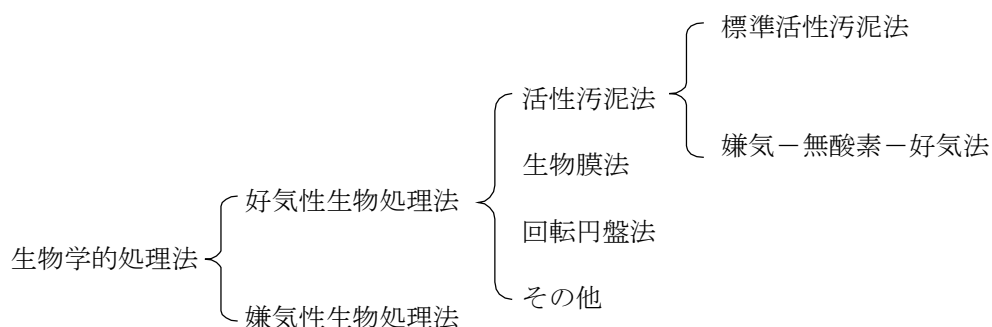 標準活性汚泥法
活性汚泥法
嫌気－無酸素－好気法
生物膜法
好気性生物処理法
回転円盤法
生物学的処理法
その他
嫌気性生物処理法